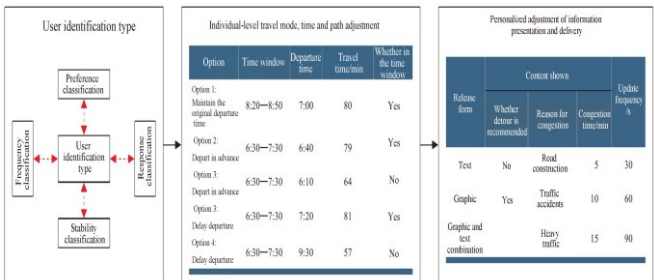 User identification type
Preference
classification
Frequency
classification
User
identification
type
Response
classification
Stability
classification
Individual-level travel mode, time and path adjustment
Option Time window Departure time Travel time/min Whether in the time window
Option 1:
Maintain the
original departure
time
8:20—8:50 7:00 80 Yes
Option 2:
Depart in advance
6:30—7:30 6:40 79 Yes
Option 3:
Depart in advance
6:30—7:30 6:10 64 No
Option 3:
Delay departure
6:30—7:30 7:20 81 Yes
Option 4:
Delay departure
6:30—7:30 9:30 57 No
Personalized adjustment of information
presentation and delivery
Release
form
Content shown
Whether
detour is
recommended
Reason for
congestion
Congestion
time/min
Update
frequency
/s
Text No Road construction 5 30
Graphic Yes Traffic accidents 10 60
Graphic and
text
combination
Heavy
traffic
15 90